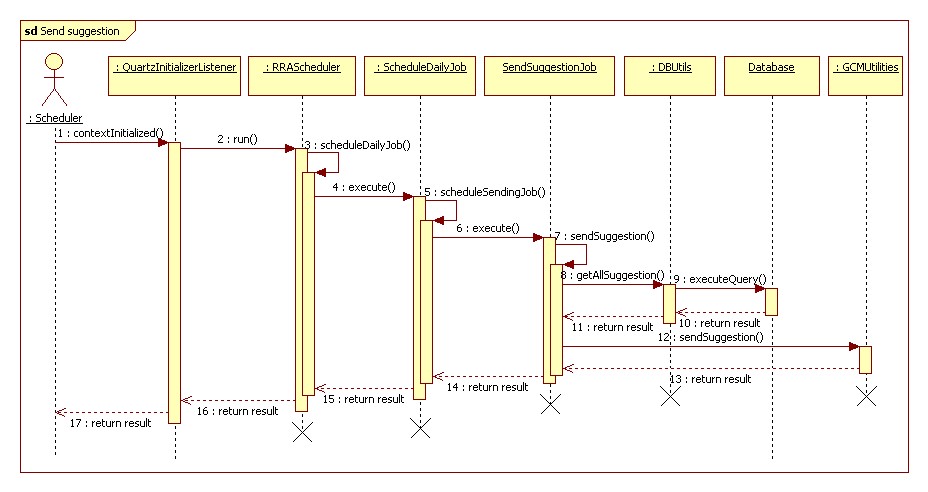 sd Send suggestion
: QuartzInitializerListener
: RRAScheduler
: ScheduleDailyJob
SendSuggestionJob
: DBUtils
Database
: GCMUtilities
: Scheduler
1 : contextInitialized()
2 : run()
3 : scheduleDailyJob()
4 : execute()
5 : scheduleSendingJob()
6 : execute()
7 : sendSuggestion()
8 : getAllSuggestion()
9 : executeQuery()
10 : return result
11 : return result
12 : sendSuggestion()
13 : return result
14 : return result
15 : return result
16 : return result
17 : return result